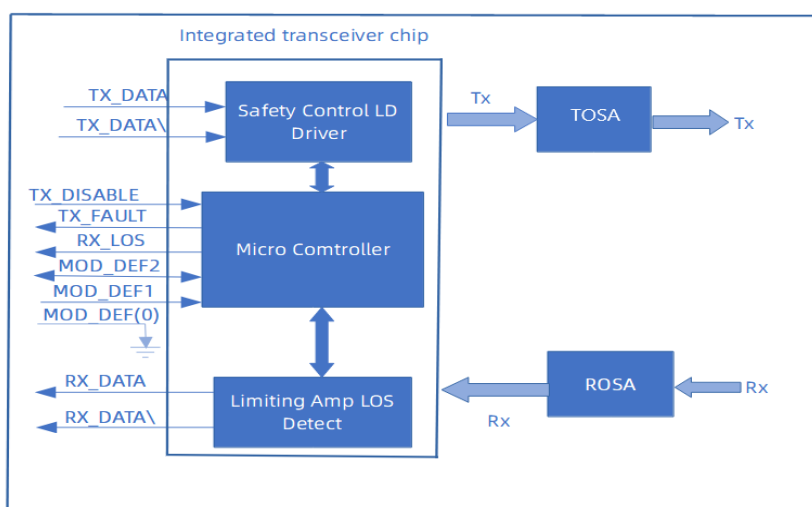 Integrated transceiver chip
TX_DATA
TX_DATA\
Safety Control LD
Driver
Tx
TOSA
Tx
TX_DISABLE
TX_FAULT
RX_LOS
MOD_DEF2
MOD_DEF1
MOD_DEF(0)
Micro Comtroller
RX_DATA
RX_DATA\
Limiting Amp LOS
Detect
Rx
ROSA
Rx